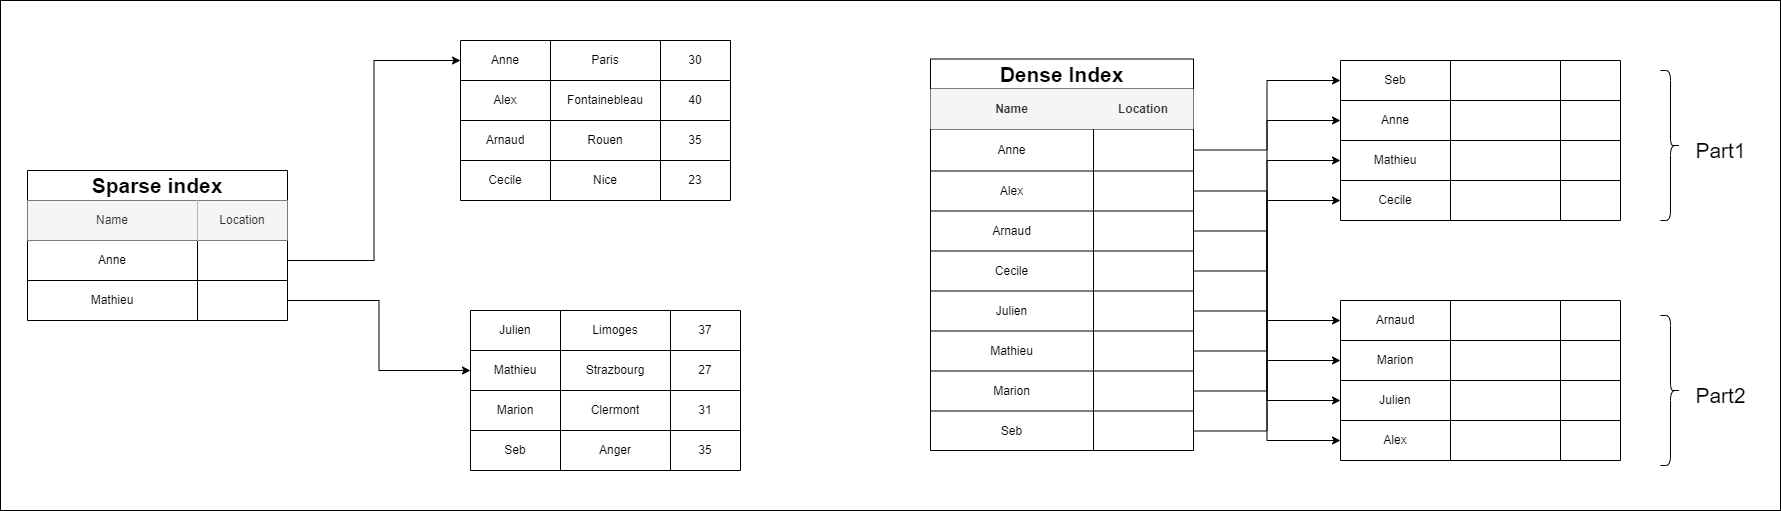 Sparse index
Name Location
Anne
Mathieu
Anne Paris 30
Alex Fontainebleau 40
Arnaud Rouen 35
Cecile Nice 23
Julien Limoges 37
Mathieu Strazbourg 27
Marion Clermont 31
Seb Anger 35
Dense Index
Name Location
Anne
Alex
Arnaud
Cecile
Julien
Mathieu
Marion
Seb
Seb
Anne
Mathieu
Cecile
Part1
Arnaud
Marion
Julien
Alex
Part2